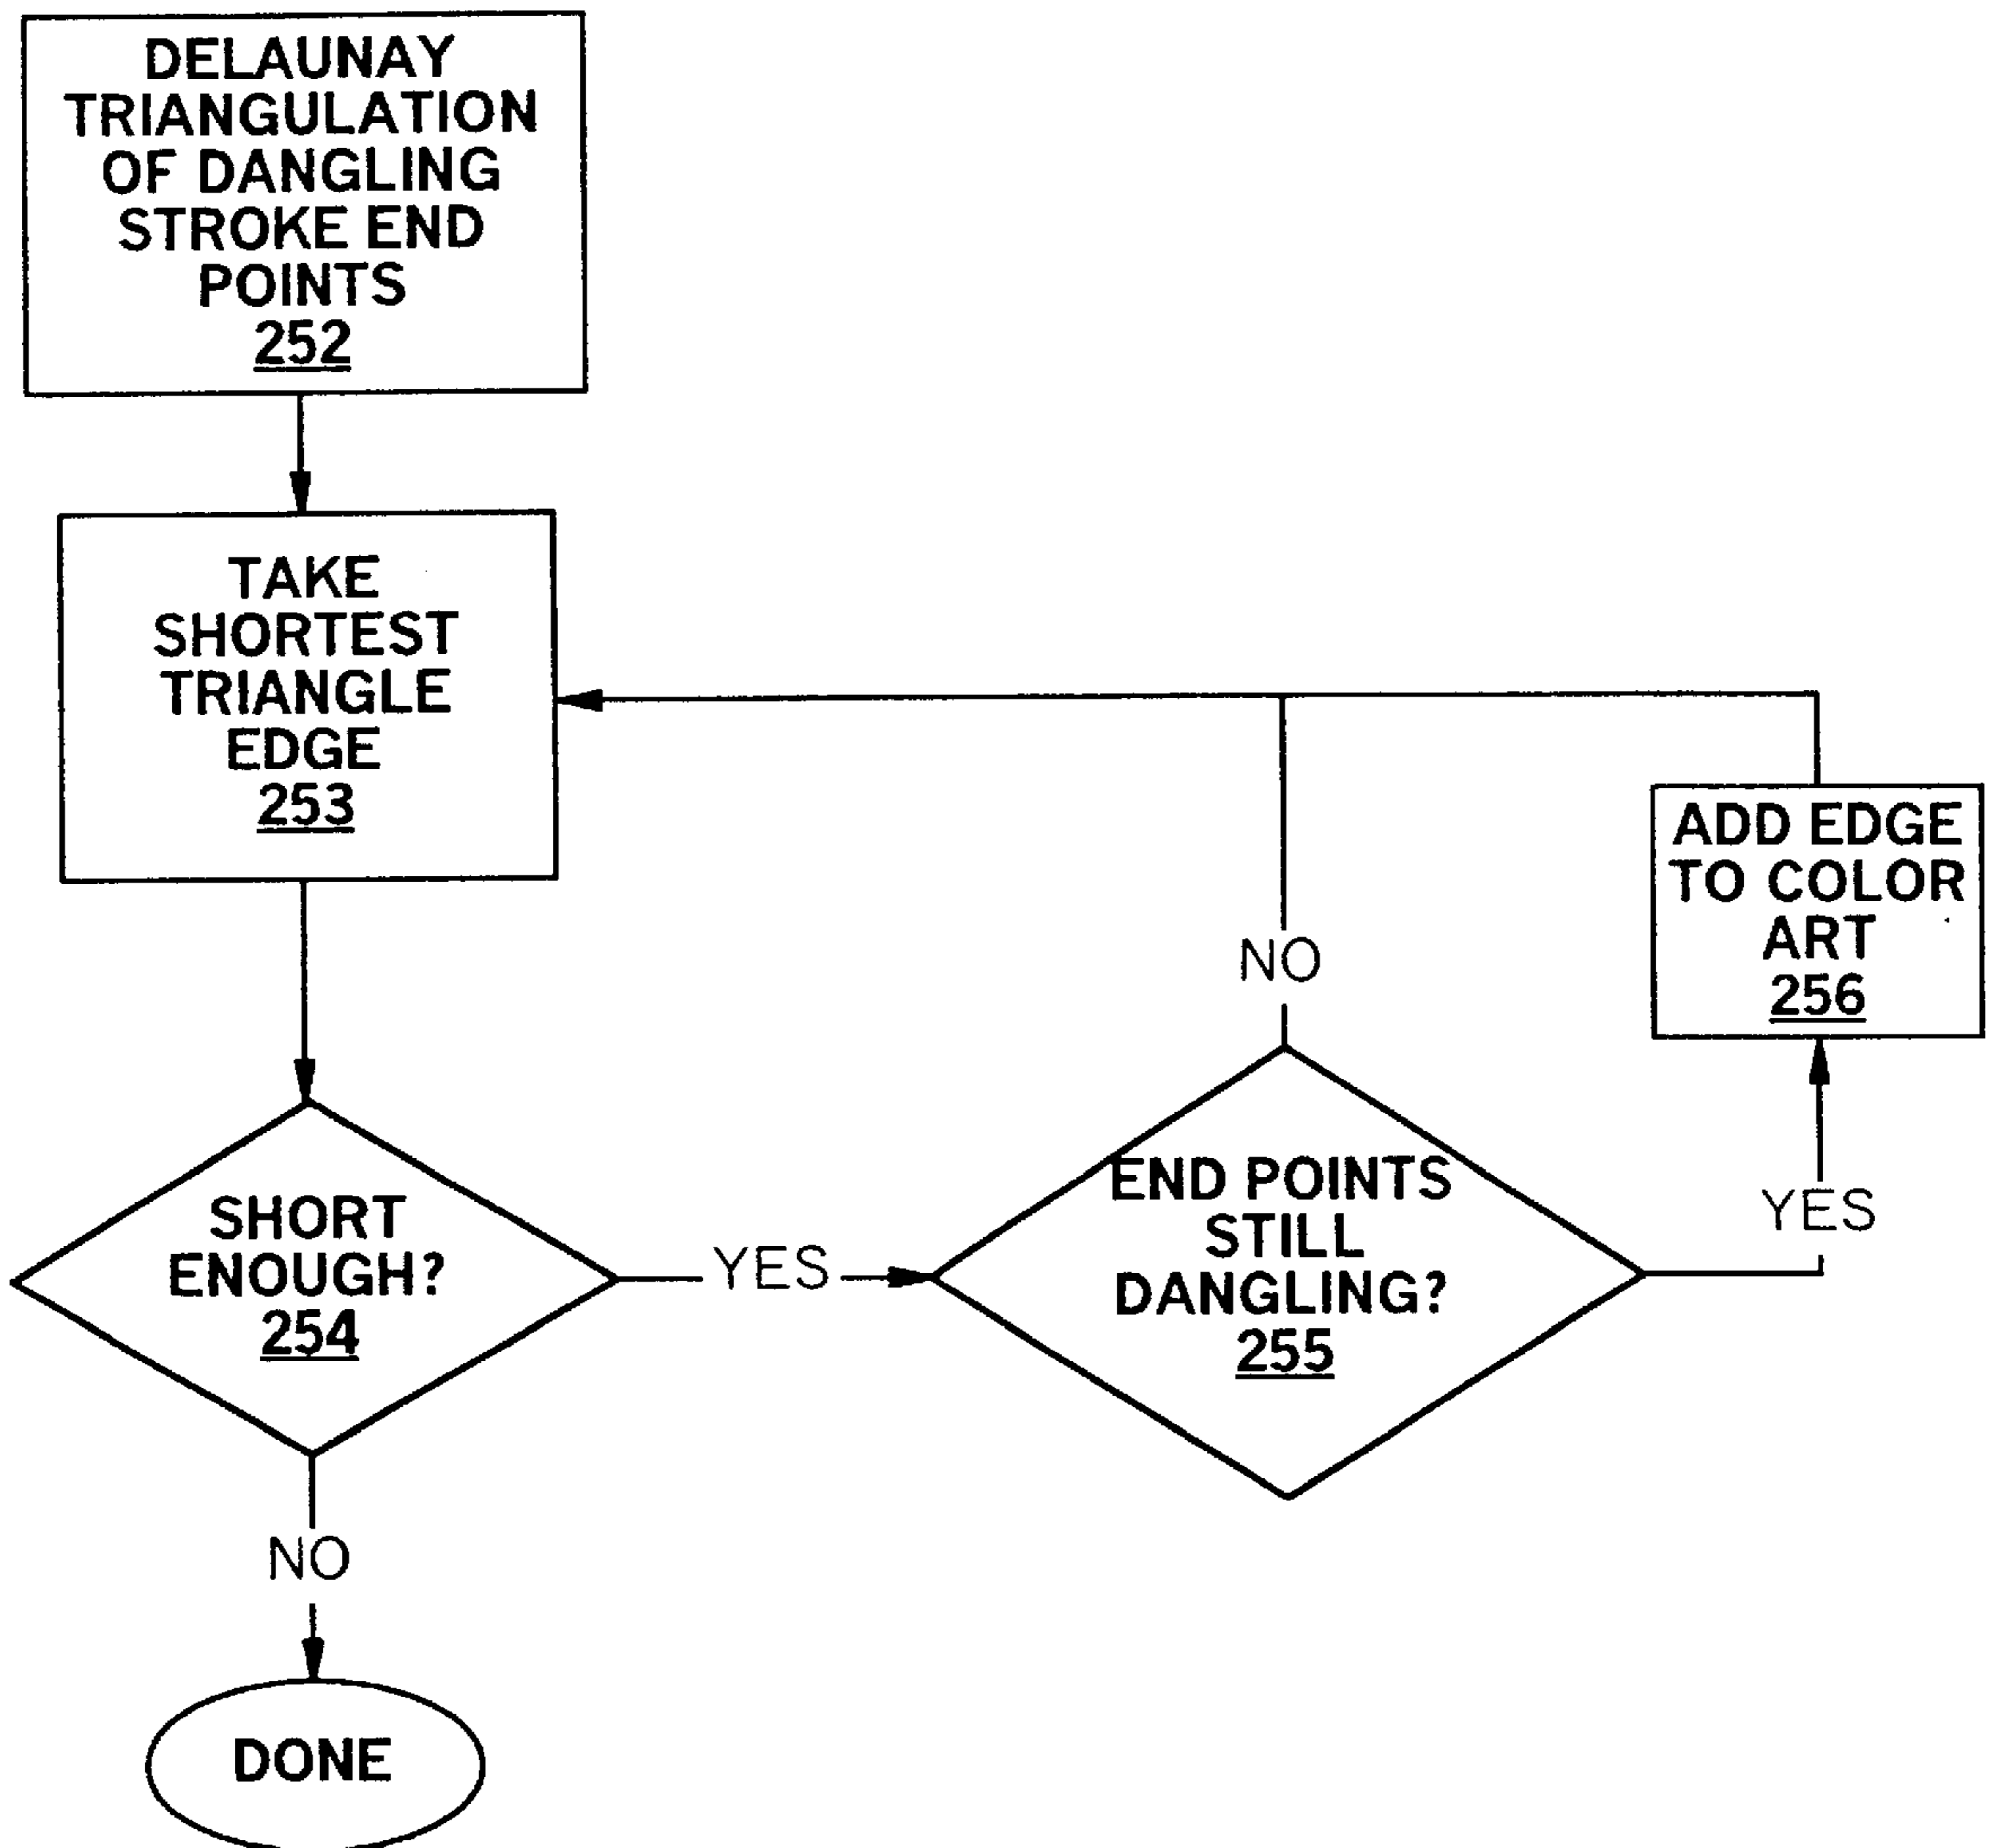 DELAUNAY
TRIANGULATION
OF DANGLING
STROKE END
POINTS
252
TAKE
SHORTEST
TRIANGLE
EDGE
253
SHORT
ENOUGH?
254
YES
NO
END POINTS
STILL
DANGLING?
255
NO
YES
ADD EDGE
TO COLOR
ART
256
DONE